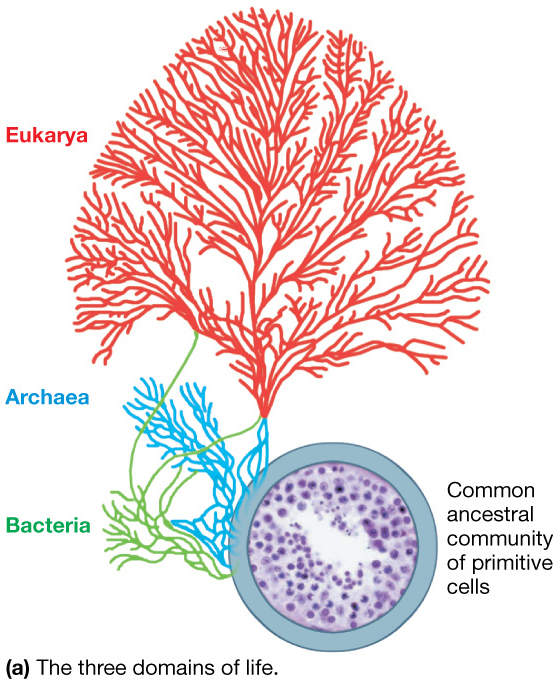 Eukarya
Archaea
Bacteria
Common
ancestral
community
of primitive
cells
(a) The three domains of life.